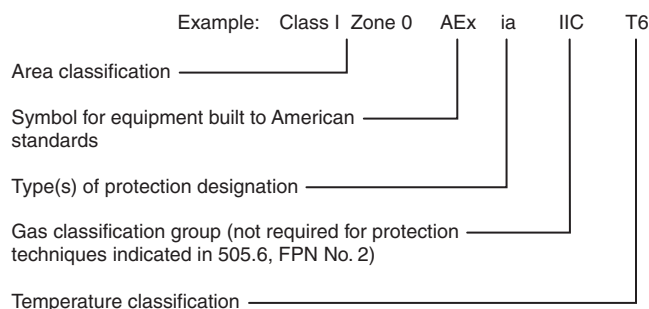 Example: Class I Zone 0 AEx ia IIC T6
Area classification
Symbol for equipment built to American
standards
Type(s) of protection designation
Gas classification group (not required for protection
techniques indicated in 505.6, FPN No. 2)
Temperature classification